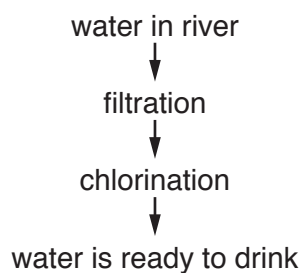 water in river
filtration
chlorination
water is ready to drink